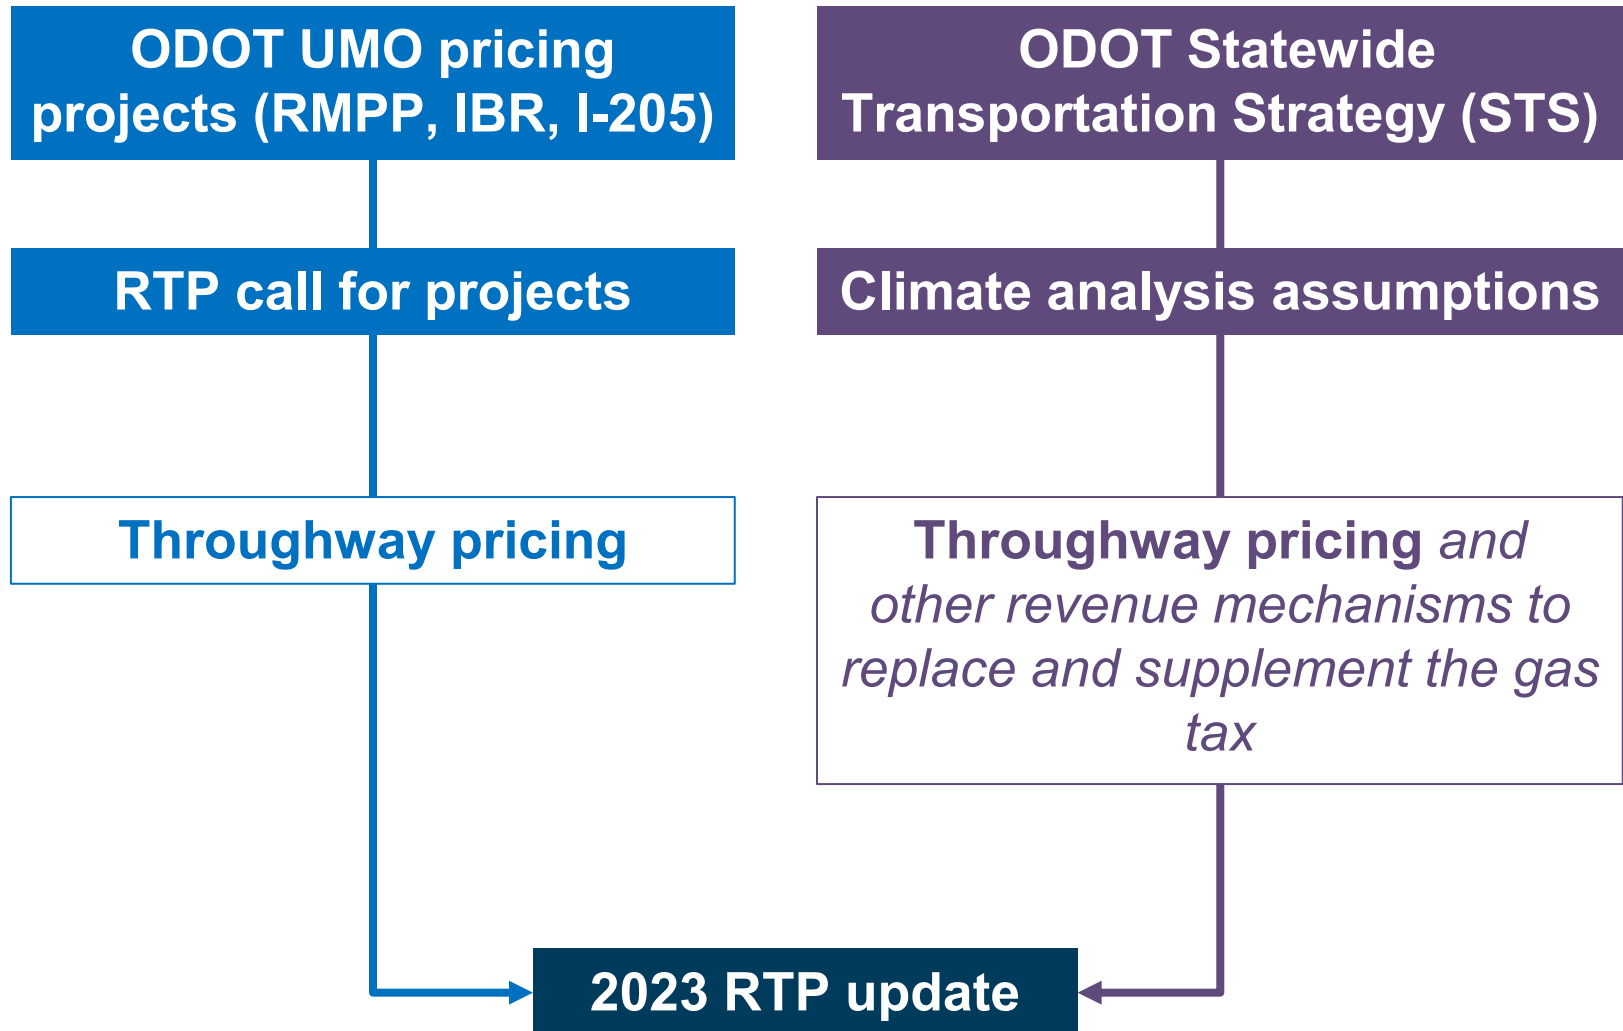 ODOT UMO pricing
projects (RMPP, IBR, I-205)
RTP call for projects
Throughway pricing
ODOT Statewide
Transportation Strategy (STS)
Climate analysis assumptions
Throughway pricing and
other revenue mechanisms to
replace and supplement the gas
tax
2023 RTP update